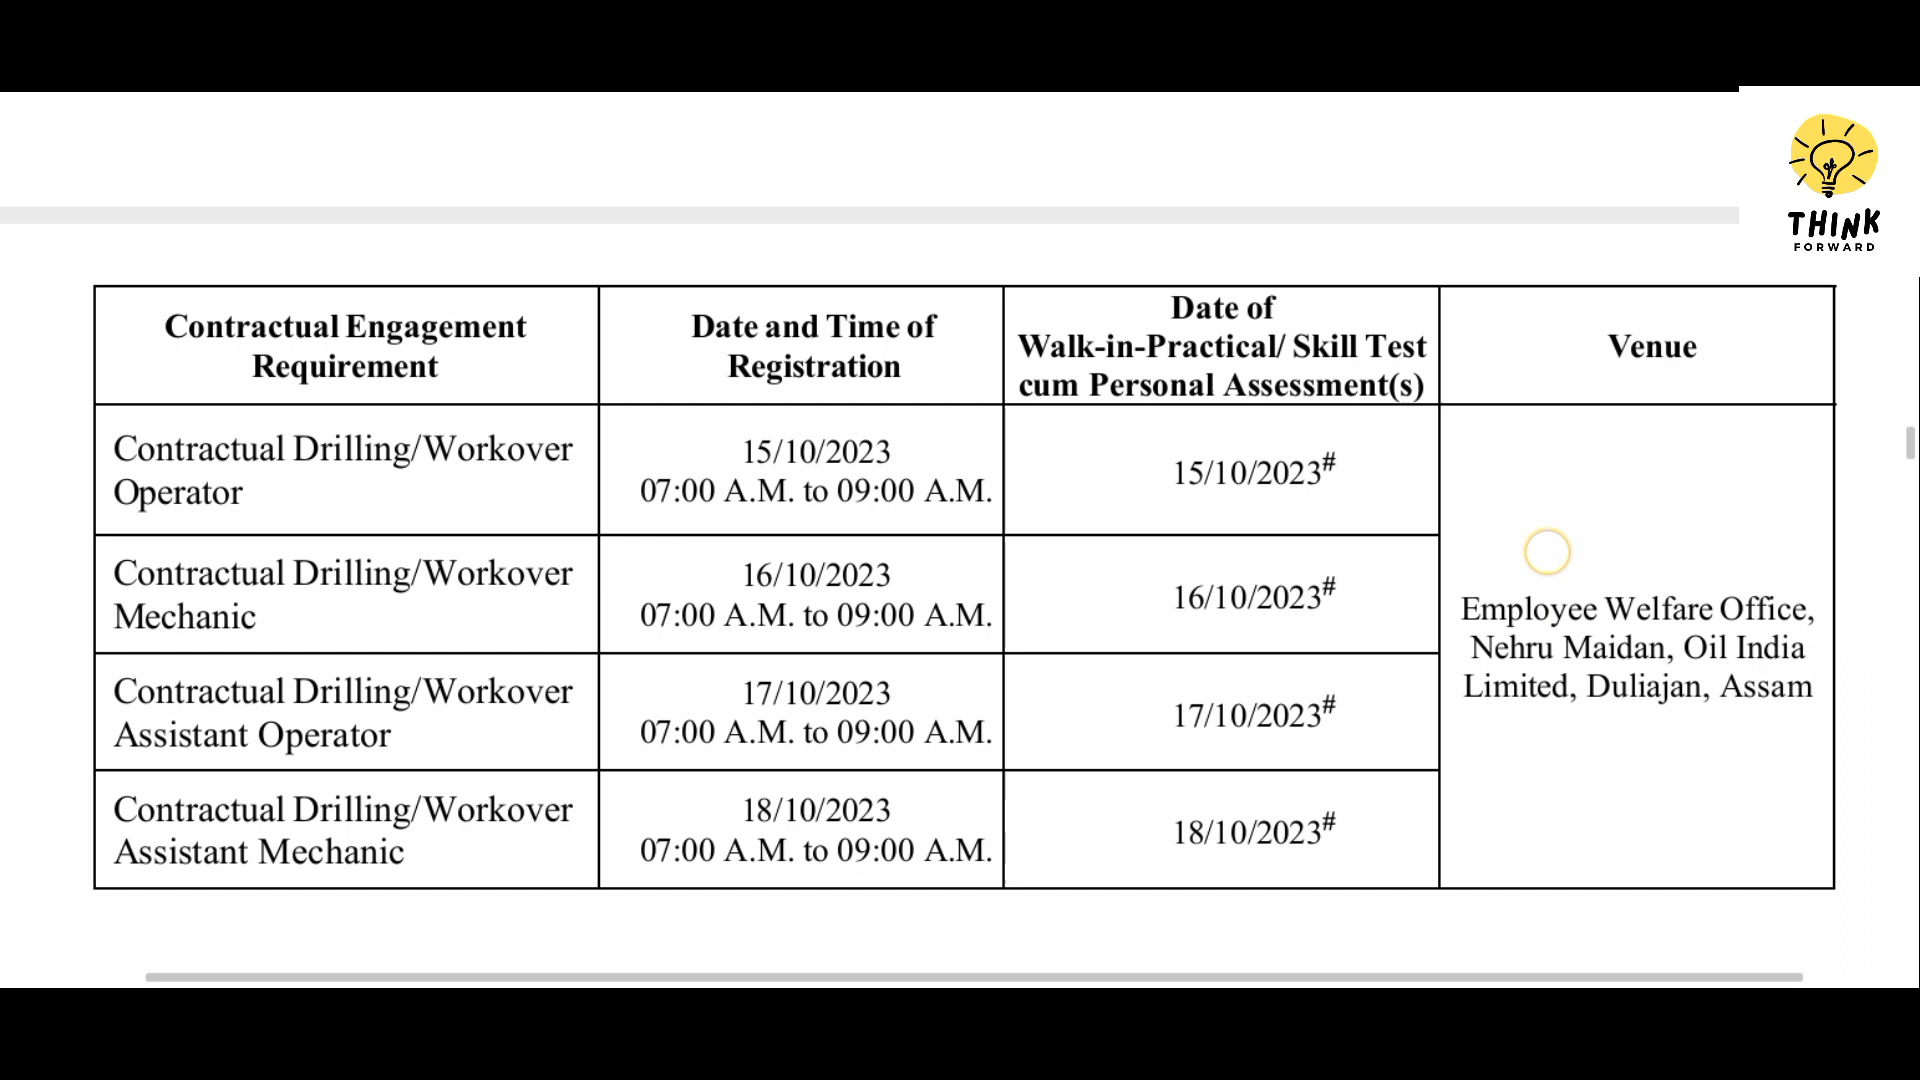 THINK
FORWARD
Contractual Engagement
Requirement
Date and Time of
Registration
Date of
Walk-in-Practical/ Skill Test
cum Personal Assessment(s)
Venue
Contractual Drilling/Workover
Operator
15/10/2023
07:00 A.M. to 09:00 A.M.
15/10/2023#
Contractual Drilling/Workover
Mechanic
16/10/2023
07:00 A.M. to 09:00 A.M.
16/10/2023#
Contractual Drilling/Workover
Assistant Operator
17/10/2023
07:00 A.M. to 09:00 A.M.
17/10/2023#
Contractual Drilling/Workover
Assistant Mechanic
18/10/2023
07:00 A.M. to 09:00 A.M.
18/10/2023#
Employee Welfare Office,
Nehru Maidan, Oil India
Limited, Duliajan, Assam